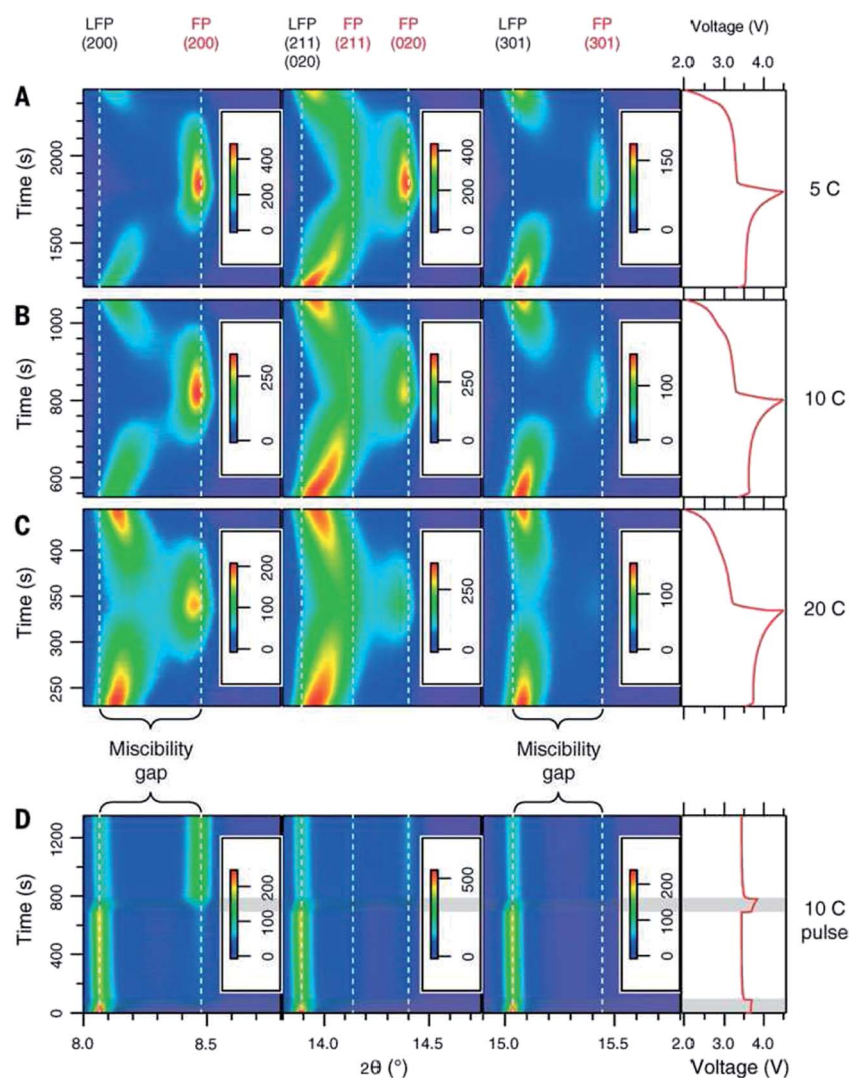 LFP FP LFP FP FP LFP FP Voltage (V)
(200) (200) (211) (211) (020) (301) (301) 2.0 3.0 4.0
(020)
A
Time (s)
2000
1500
0 200 400
0 200 400
0 50 150
5 C
B
Time (s)
1000
800
600
0 250
0 250
0 100
10 C
C
Time (s)
400
350
300
250
0 100 200
0 250
0 100
20 C
Miscibility Miscibility
gap gap
D
Time (s)
1200
800
400
0
0 100 200
0 500
0 100 200
10 C
pulse
8.0 8.5 14.0 14.5 15.0 15.5 2.0 3.0 4.0
2θ (°) Voltage (V)